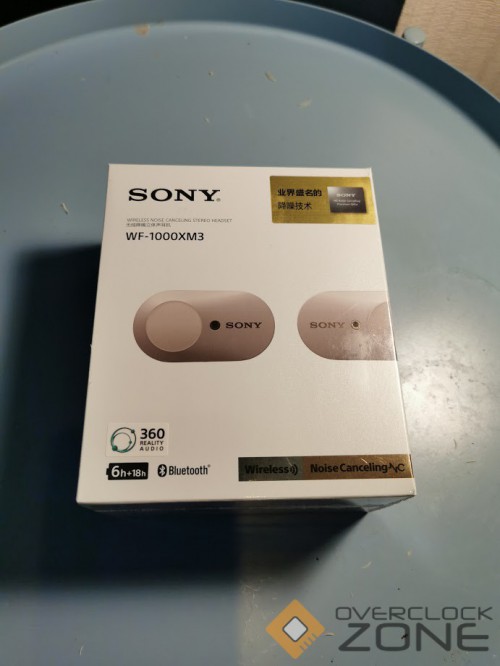 SONY
业界盛名的
降噪技术
SONY
WIRELESS NOISE CANCELING STEREO HEADSET
WF-1000XM3
SONY
SONY
360
REALITY
AUDIO
6h+18h
Bluetooth®
Wireless
Noise Canceling
OVERCLOCK
ZONE